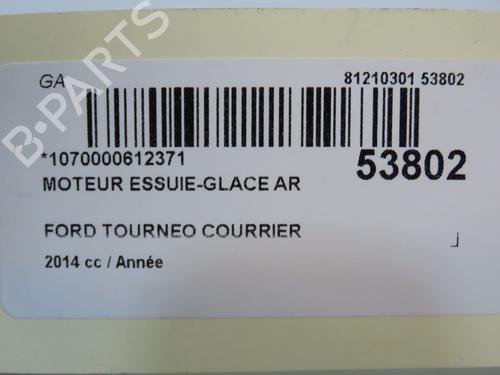 GA
81210301 53802
*1070000612371
53802
MOTEUR ESSUIE-GLACE AR
FORD TOURNEO COURRIER
2014 cc / Année
B-PARTS